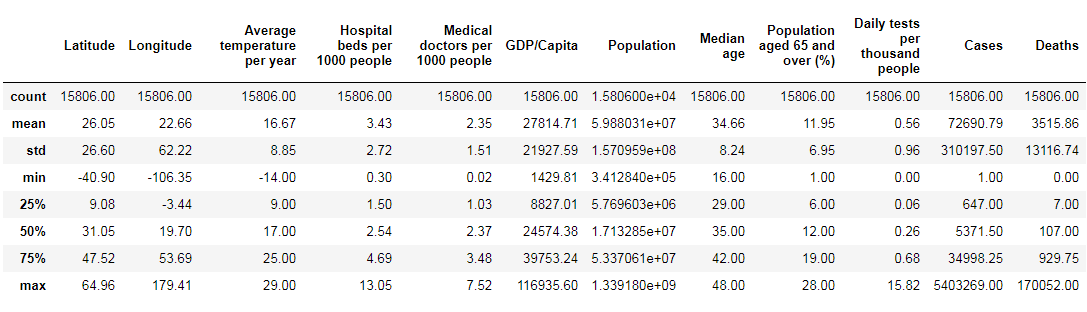 Latitude Longitude Average temperature per year Hospital beds per 1000 people Medical doctors per 1000 people GDP/Capita Population Median age Population aged 65 and over (%) Daily tests per thousand people Cases Deaths
count 15806.00 15806.00 15806.00 15806.00 15806.00 15806.00 1.580600e+04 15806.00 15806.00 15806.00 15806.00 15806.00
mean 26.05 22.66 16.67 3.43 2.35 27814.71 5.988031e+07 34.66 11.95 0.56 72690.79 3515.86
std 26.60 62.22 8.85 2.72 1.51 21927.59 1.570959e+08 8.24 6.95 0.96 310197.50 13116.74
min -40.90 -106.35 -14.00 0.30 0.02 1429.81 3.412840e+05 16.00 1.00 0.00 1.00 0.00
25% 9.08 -3.44 9.00 1.50 1.03 8827.01 5.769603e+06 29.00 6.00 0.06 647.00 7.00
50% 31.05 19.70 17.00 2.54 2.37 24574.38 1.713285e+07 35.00 12.00 0.26 5371.50 107.00
75% 47.52 53.69 25.00 4.69 3.48 39753.24 5.337061e+07 42.00 19.00 0.68 34998.25 929.75
max 64.96 179.41 29.00 13.05 7.52 116935.60 1.339180e+09 48.00 28.00 15.82 5403269.00 170052.00